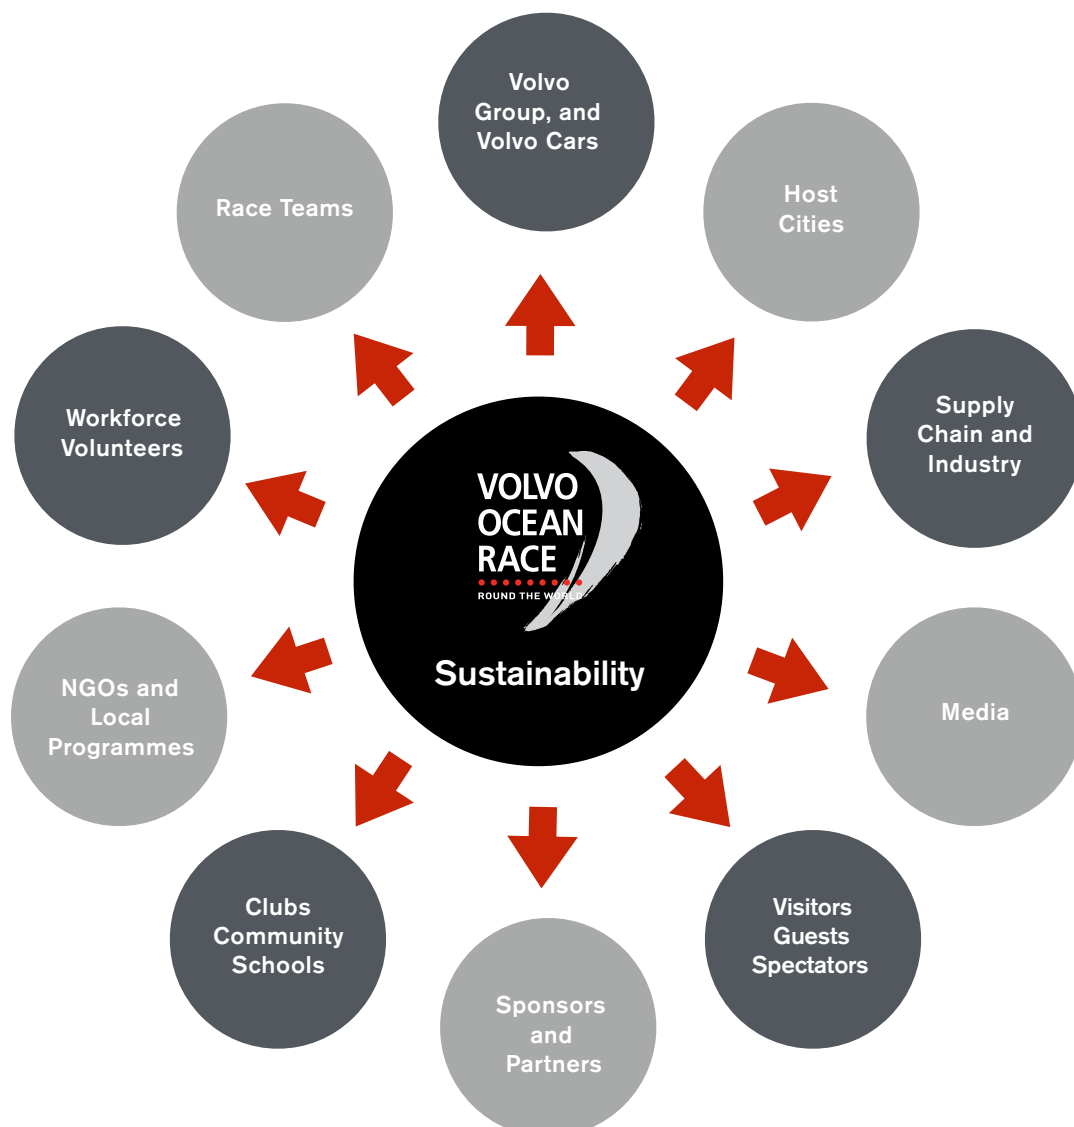 Volvo
Group, and
Volvo Cars
Race Teams
Host
Cities
Workforce
Volunteers
Supply
Chain and
Industry
VOLVO
OCEAN
RACE
ROUND THE WORLD
Sustainability
NGOs and
Local
Programmes
Media
Clubs
Community
Schools
Visitors
Guests
Spectators
Sponsors
and
Partners